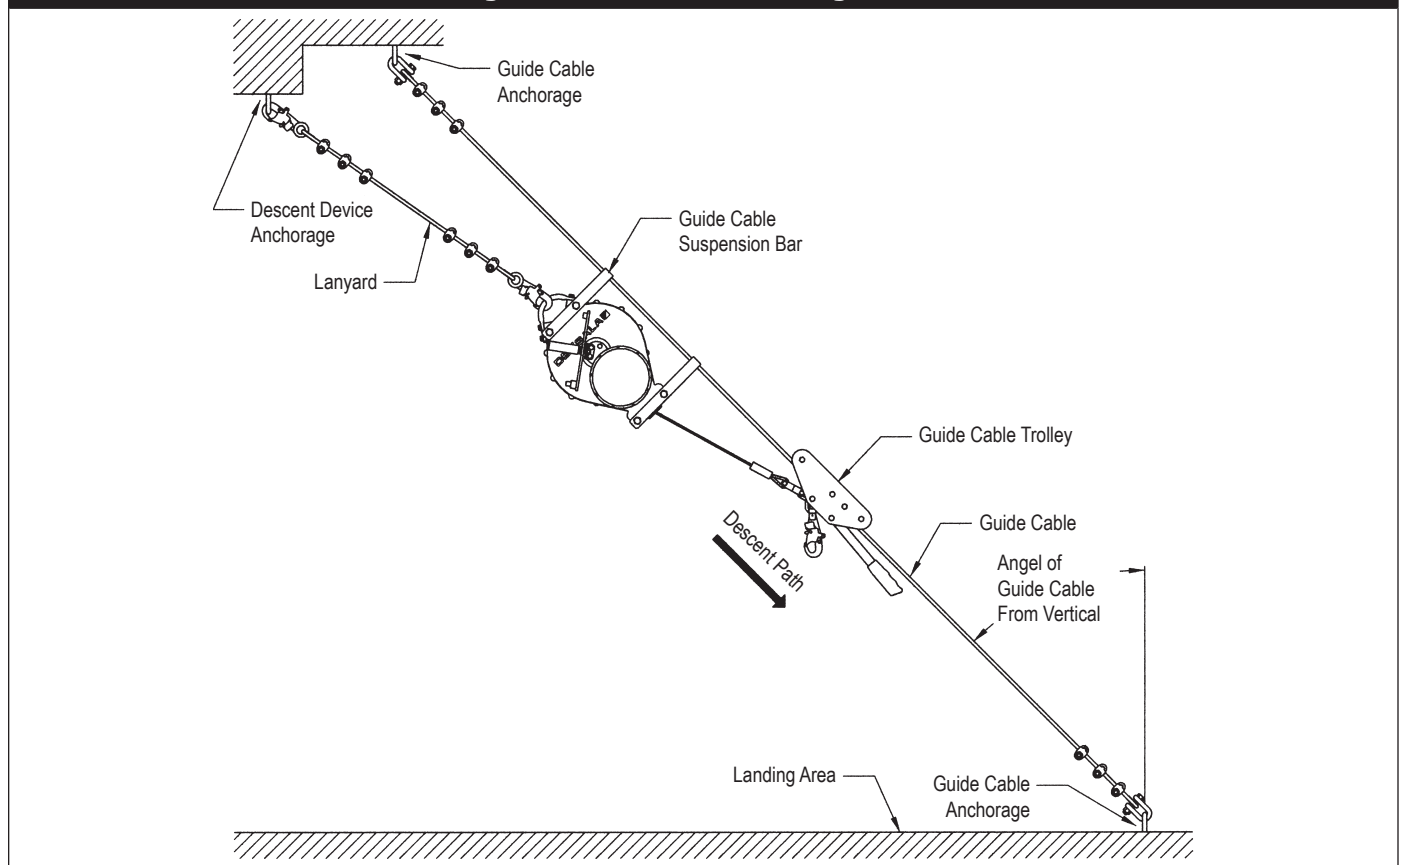 Guide Cable
Anchorage
Descent Device
Anchorage
Guide Cable
Suspension Bar
Lanyard
Guide Cable Trolley
Descent Path
Guide Cable
Angel of
Guide Cable
From Vertical
Landing Area
Guide Cable
Anchorage